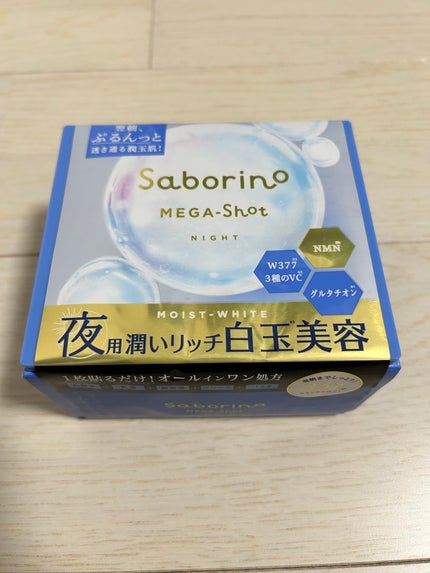 翌朝、
ぷるんっと
透き通る潤玉肌!
Saborino
MEGA-Shot
NIGHT
NMN
W377
3種のVC
グルタチオン
MOIST-WHITE
夜用潤いリッチ白玉美容
1枚貼るだけ!オールインワン処方
Saborino
MEGA-Shot